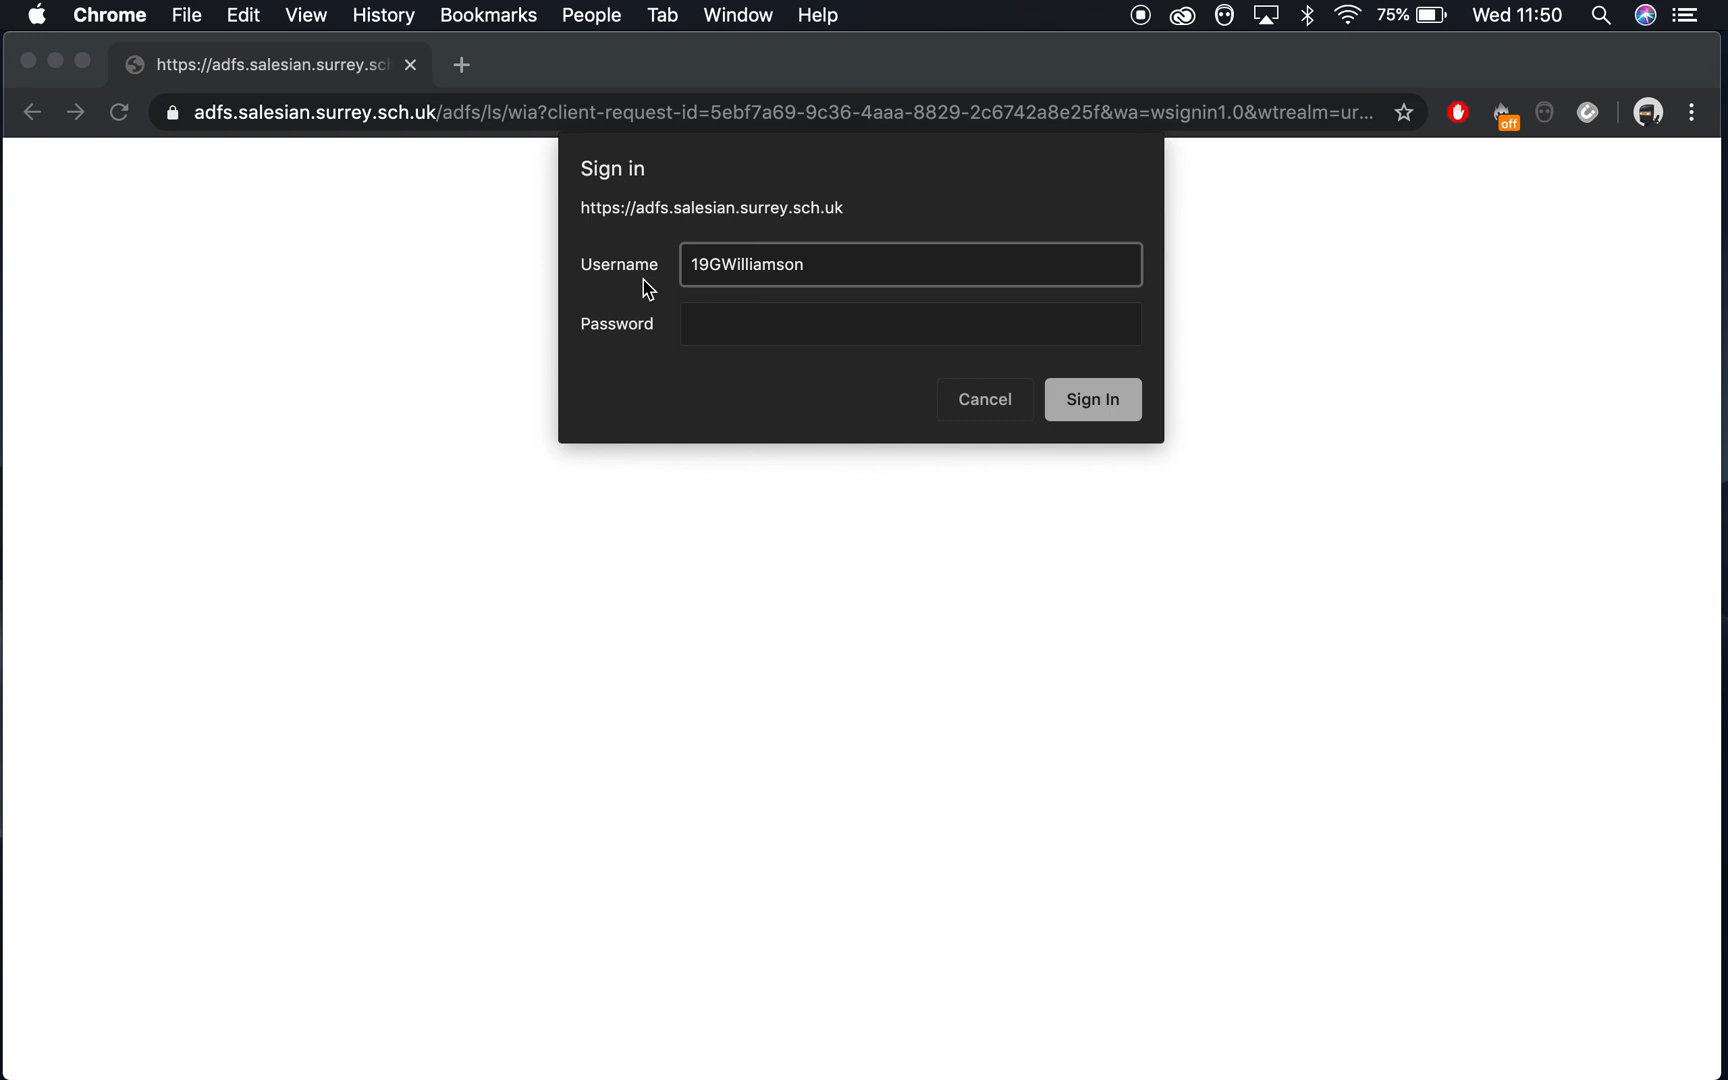 Chrome File Edit View History Bookmarks People Tab Window Help 75% Wed 11:50
https://adfs.salesian.surrey.sch
adfs.salesian.surrey.sch.uk/adfs/ls/wia?client-request-id=5ebf7a69-9c36-4aaa-8829-2c6742a8e25f&wa=wsignin1.0&wtrealm=ur... off
Sign in
https://adfs.salesian.surrey.sch.uk
Username 19GWilliamson
Password
Cancel Sign In